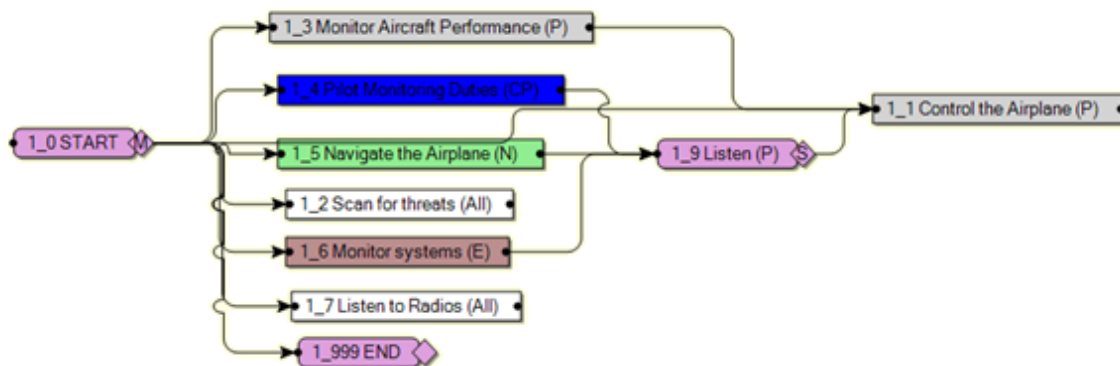 1_3 Monitor Aircraft Performance (P)
1_4 Pilot Monitoring Duties (CP)
1_1 Control the Airplane (P)
1_0 START M
1_5 Navigate the Airplane (N)
1_9 Listen (P) S
1_2 Scan for threats (All)
1_6 Monitor systems (E)
1_7 Listen to Radios (All)
1_999 END